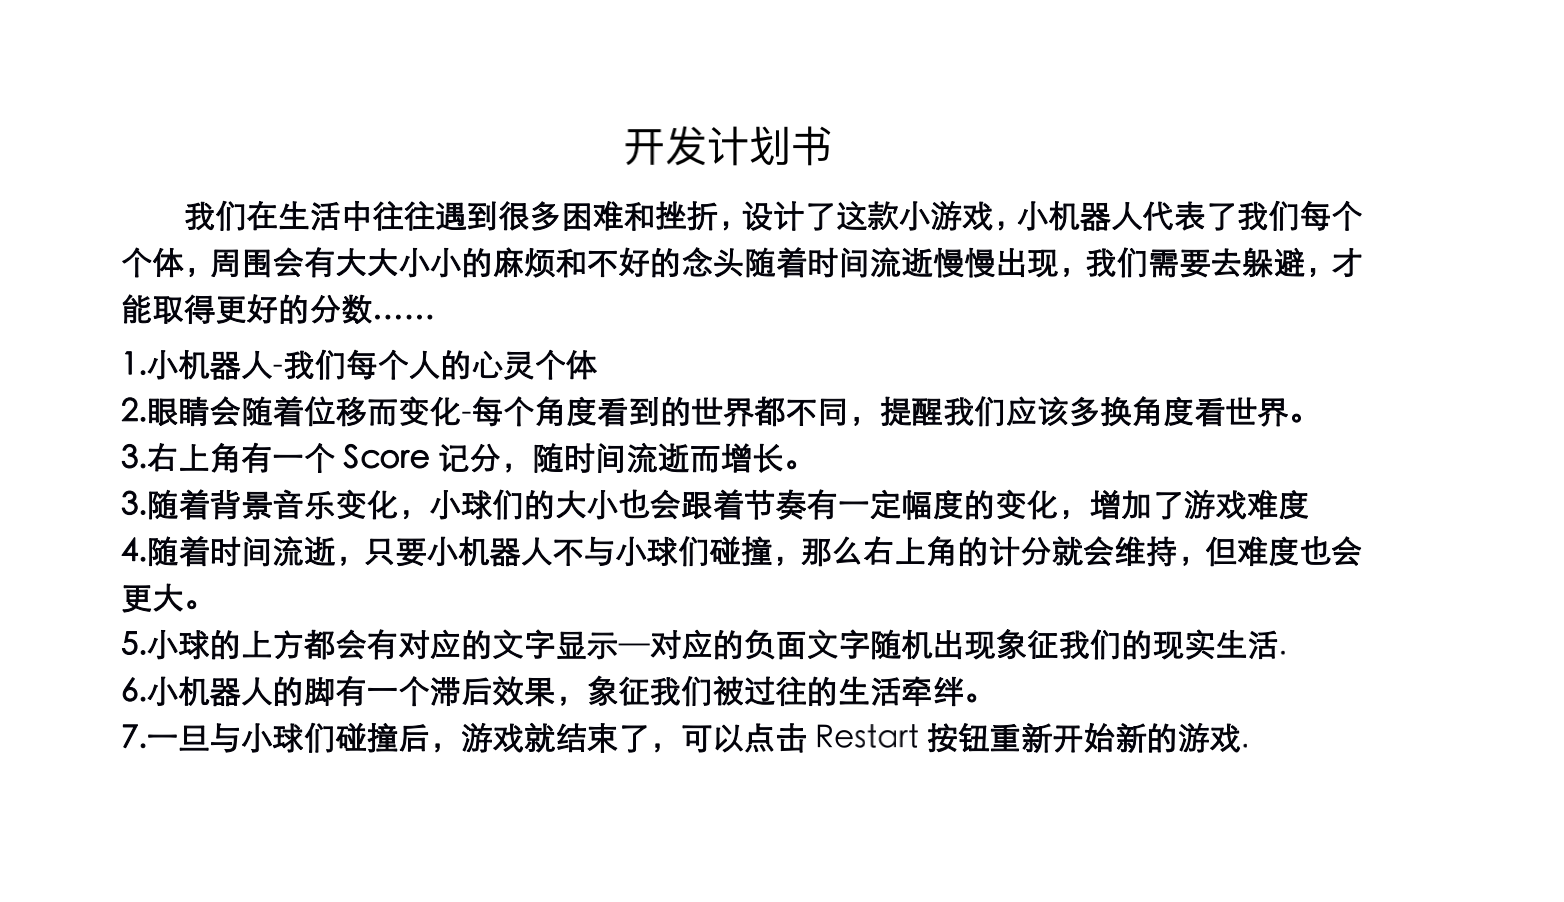 开发计划书
我们在生活中往往遇到很多困难和挫折，设计了这款小游戏，小机器人代表了我们每个
个体，周围会有大大小小的麻烦和不好的念头随着时间流逝慢慢出现，我们需要去躲避，才
能取得更好的分数……
1.小机器人-我们每个人的心灵个体
2.眼睛会随着位移而变化-每个角度看到的世界都不同，提醒我们应该多换角度看世界。
3.右上角有一个 Score 记分，随时间流逝而增长。
3.随着背景音乐变化，小球们的大小也会跟着节奏有一定幅度的变化，增加了游戏难度
4.随着时间流逝，只要小机器人不与小球们碰撞，那么右上角的计分就会维持，但难度也会
更大。
5.小球的上方都会有对应的文字显示—对应的负面文字随机出现象征我们的现实生活.
6.小机器人的脚有一个滞后效果，象征我们被过往的生活牵绊。
7.一旦与小球们碰撞后，游戏就结束了，可以点击 Restart 按钮重新开始新的游戏.